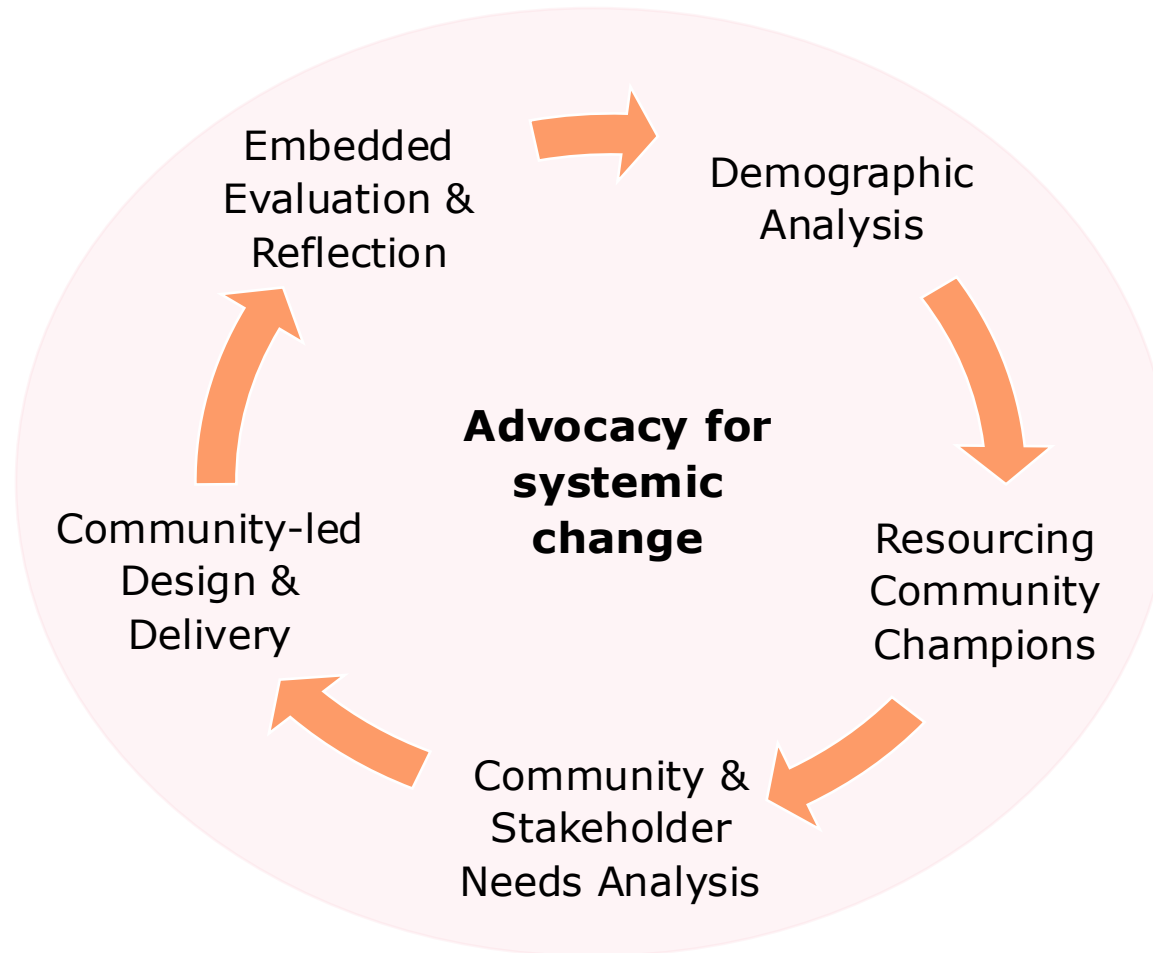 Embedded
Evaluation &
Reflection
Demographic
Analysis
Advocacy for
systemic
change
Resourcing
Community
Champions
Community &
Stakeholder
Needs Analysis
Community-led
Design &
Delivery